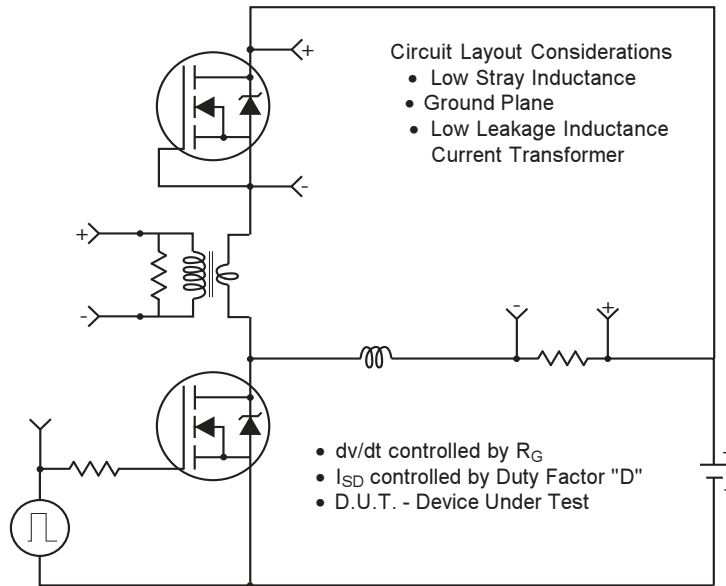 +
Circuit Layout Considerations
• Low Stray Inductance
• Ground Plane
• Low Leakage Inductance
Current Transformer
-
+
-
-
+
• dv/dt controlled by RG
• ISD controlled by Duty Factor "D"
• D.U.T. - Device Under Test
+
-